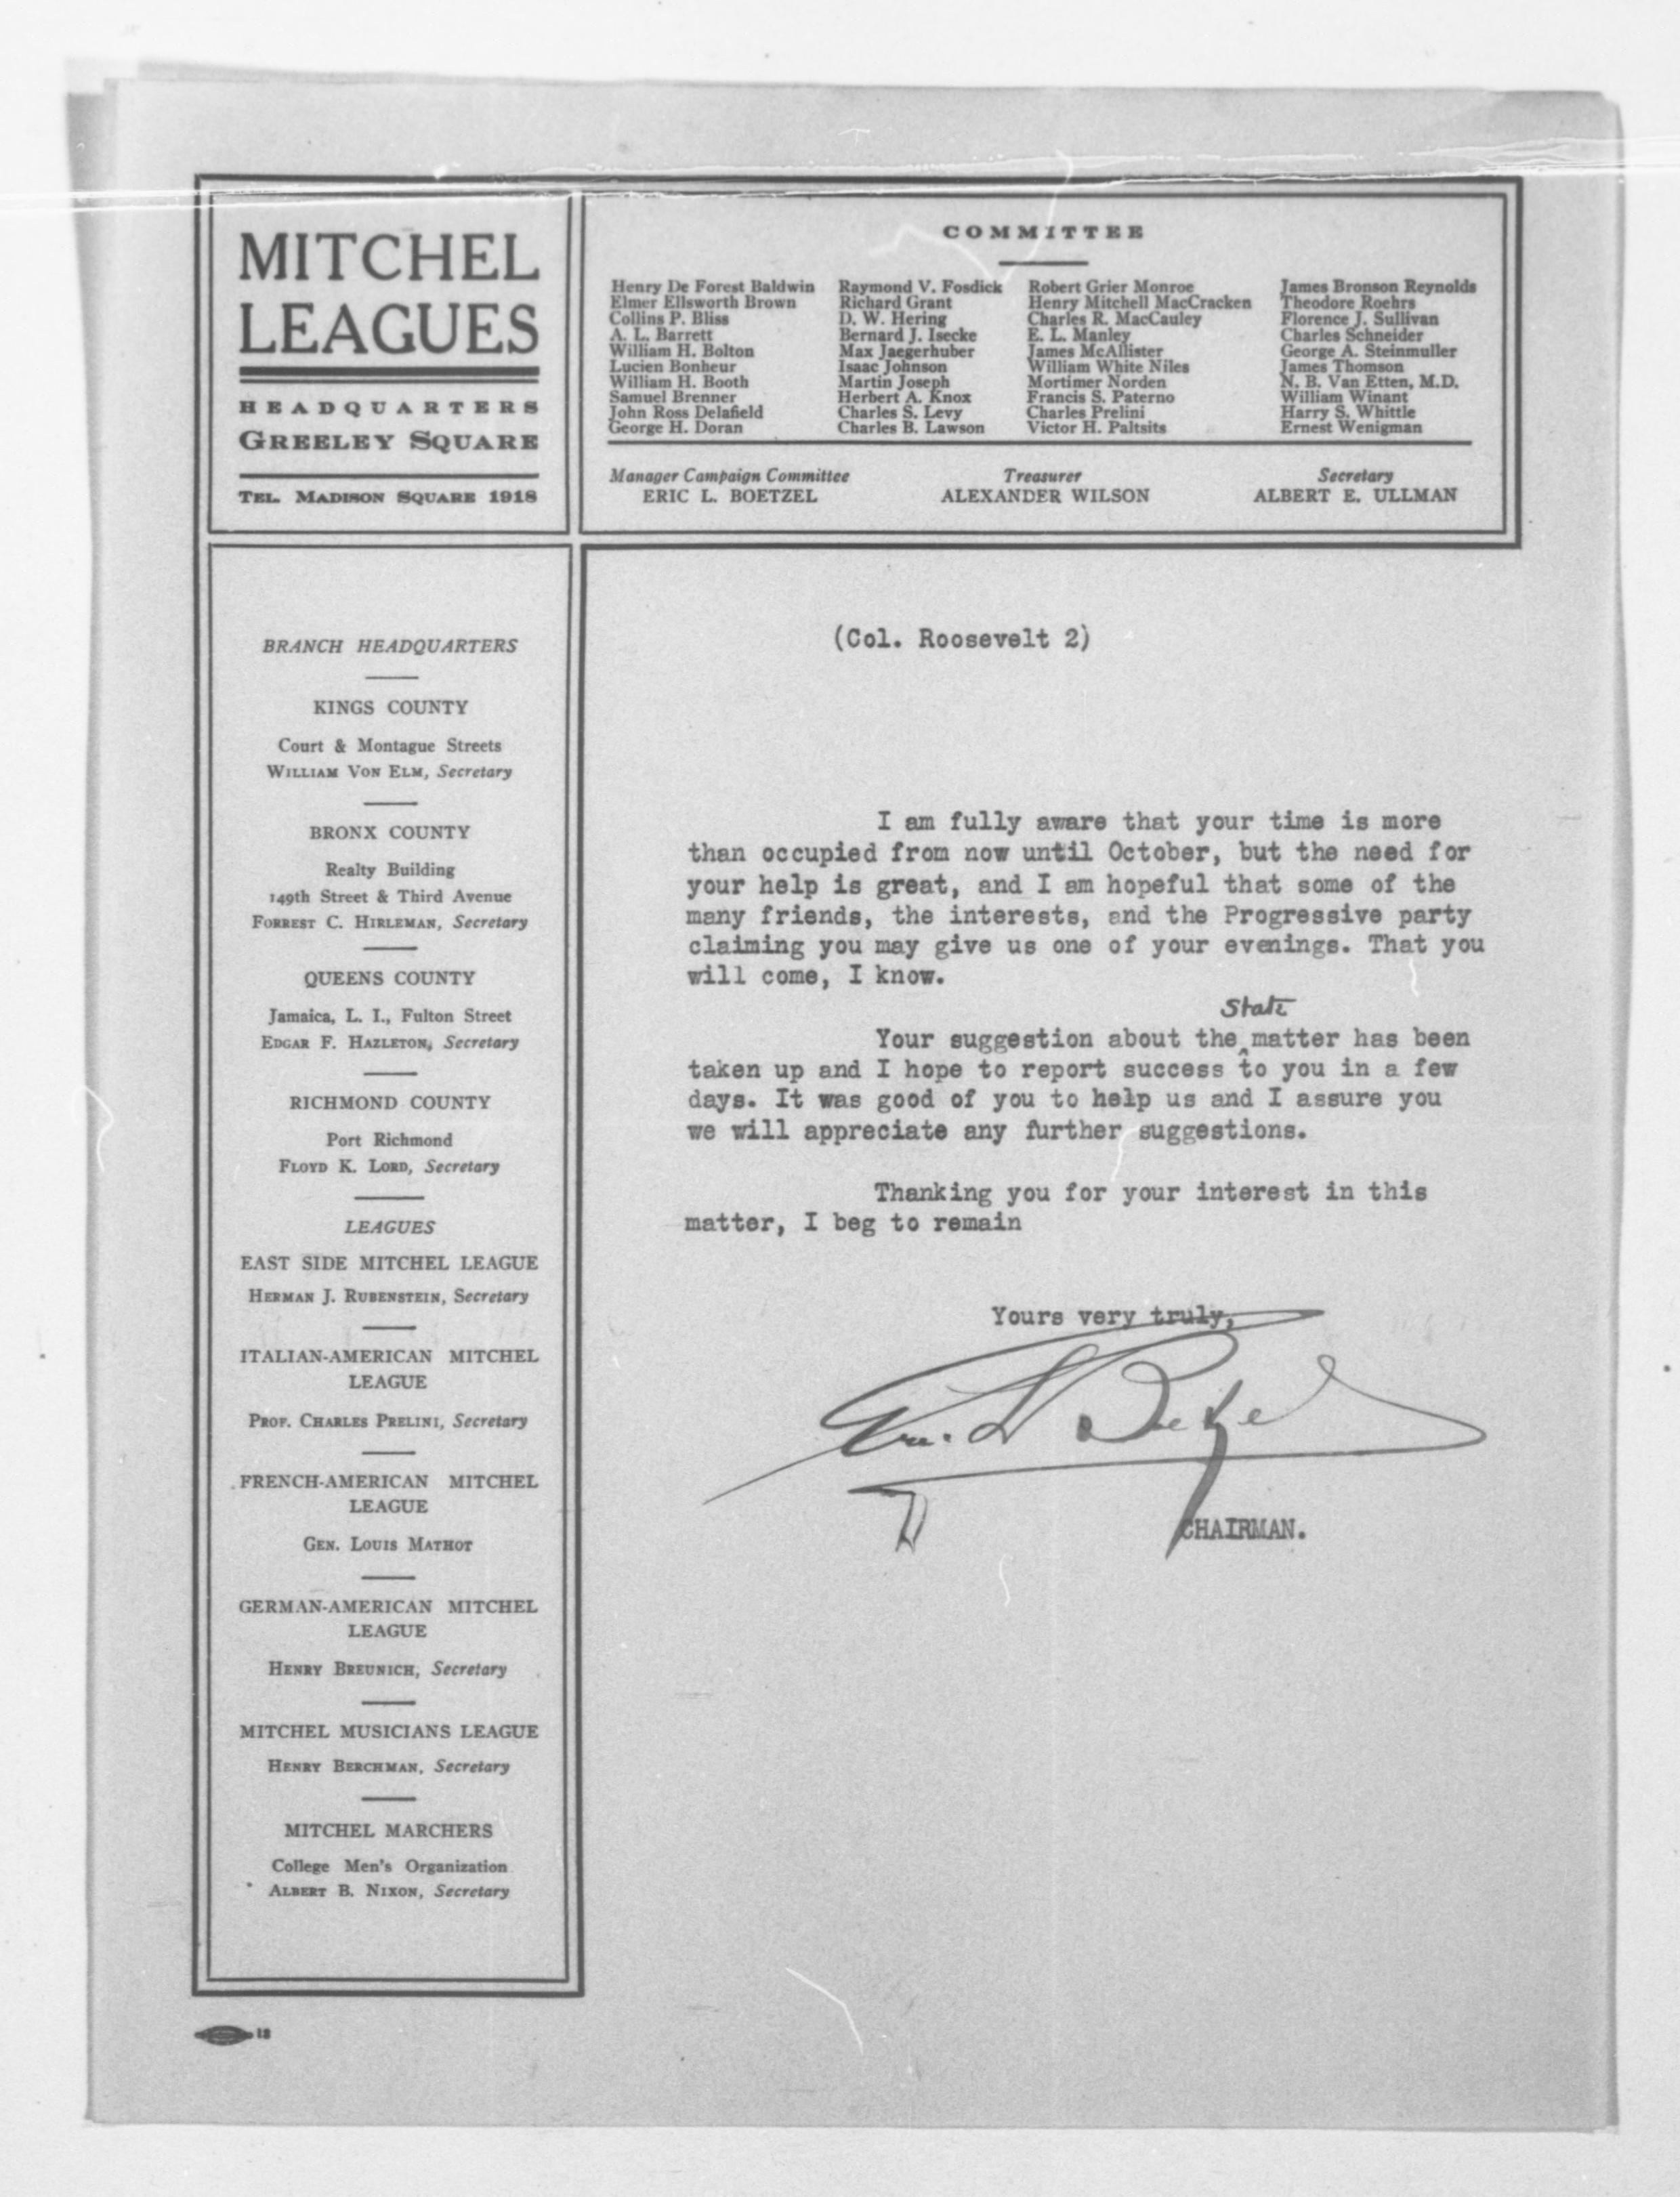 MITCHEL
LEAGUES
HEADQUARTERS
GREELEY SQUARE
TEL. MADISON SQUARE 1918
COMMITTEE
Henry De Forest Baldwin
Elmer Ellsworth Brown
Collins P. Bliss
A. L. Barrett
William H. Bolton
Lucien Bonheur
William H. Booth
Samuel Brenner
John Ross Delafield
George H. Doran
Raymond V. Fosdick
Richard Grant
D. W. Hering
Bernard J. Isecke
Max Jaegerhuber
Isaac Johnson
Martin Joseph
Herbert A. Knox
Charles S. Levy
Charles B. Lawson
Robert Grier Monroe
Henry Mitchell MacCracken
Charles R. MacCauley
E. L. Manley
James McAllister
William White Niles
Mortimer Norden
Francis S. Paterno
Charles Prelini
Victor H. Paltsits
James Bronson Reynolds
Theodore Roehrs
Florence J. Sullivan
Charles Schneider
George A. Steinmuller
James Thomson
N. B. Van Etten, M.D.
William Winant
Harry S. Whittle
Ernest Wenigman
Manager Campaign Committee
ERIC L. BOETZEL
Treasurer
ALEXANDER WILSON
Secretary
ALBERT E. ULLMAN
BRANCH HEADQUARTERS
KINGS COUNTY
Court & Montague Streets
WILLIAM VON ELM, Secretary
BRONX COUNTY
Realty Building
149th Street & Third Avenue
FORREST C. HIRLEMAN, Secretary
QUEENS COUNTY
Jamaica, L. I., Fulton Street
EDGAR F. HAZLETON, Secretary
RICHMOND COUNTY
Port Richmond
FLOYD K. LORD, Secretary
LEAGUES
EAST SIDE MITCHEL LEAGUE
HERMAN J. RUBENSTEIN, Secretary
ITALIAN-AMERICAN MITCHEL
LEAGUE
PROF. CHARLES PRELINI, Secretary
FRENCH-AMERICAN MITCHEL
LEAGUE
GEN. LOUIS MATHOT
GERMAN-AMERICAN MITCHEL
LEAGUE
HENRY BREUNICH, Secretary
MITCHEL MUSICIANS LEAGUE
HENRY BERCHMAN, Secretary
MITCHEL MARCHERS
College Men's Organization
ALBERT B. NIXON, Secretary
12
(Col. Roosevelt 2)
I am fully aware that your time is more
than occupied from now until October, but the need for
your help is great, and I am hopeful that some of the
many friends, the interests, and the Progressive party
claiming you may give us one of your evenings. That you
will come, I know.
State
Your suggestion about the matter has been
taken up and I hope to report success to you in a few
days. It was good of you to help us and I assure you
we will appreciate any further suggestions.
Thanking you for your interest in this
matter, I beg to remain
Yours very truly,
CHAIRMAN.